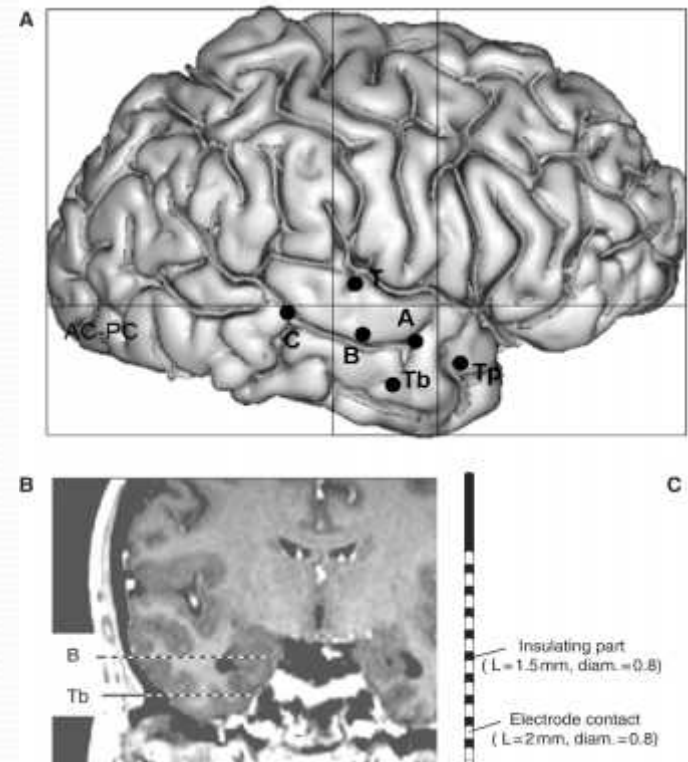 A
T
A
AC-PC
C
B
Tb
Tp
B
C
B
Tb
Insulating part
( L=1.5mm, diam.=0.8)
Electrode contact
( L=2mm, diam.=0.8)